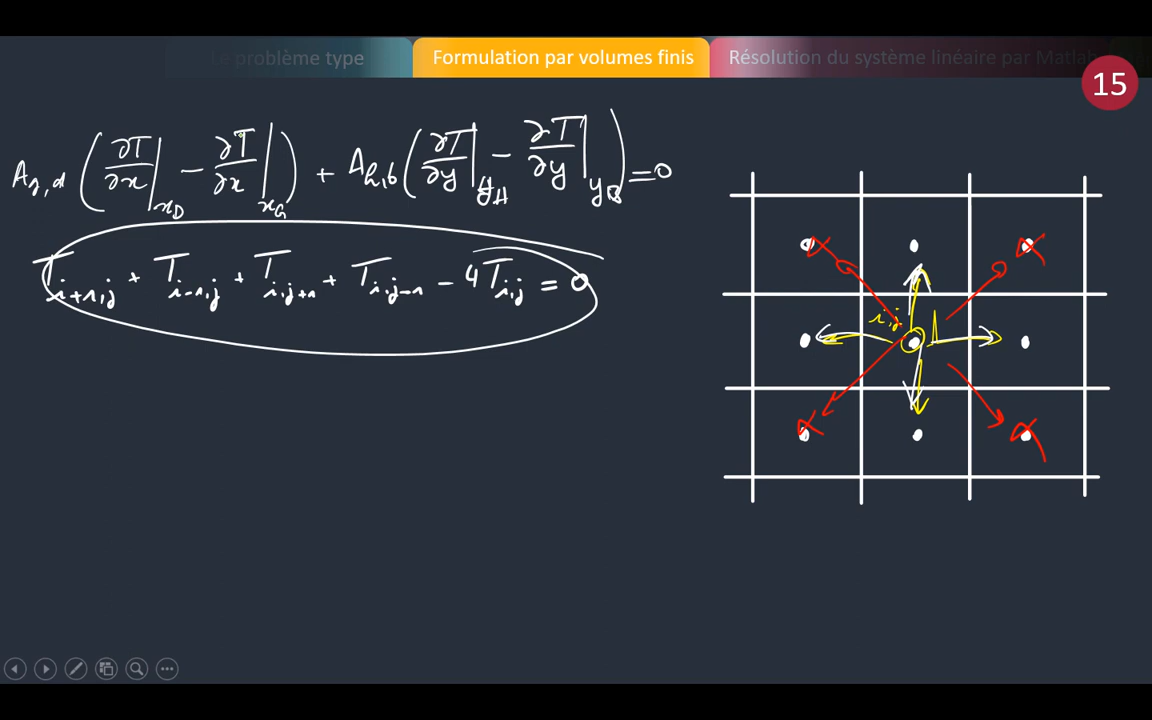 Le problème type
Formulation par volumes finis
Résolution du système linéaire par Matlab
15
A_{g,d} (∂T/∂x|_{x_D} − ∂T/∂x|_{x_G}) + A_{h,b} (∂T/∂y|_{y_H} − ∂T/∂y|_{y_B}) = 0
T_{i+1,j} + T_{i-1,j} + T_{i,j+1} + T_{i,j-1} − 4T_{i,j} = 0
i,j